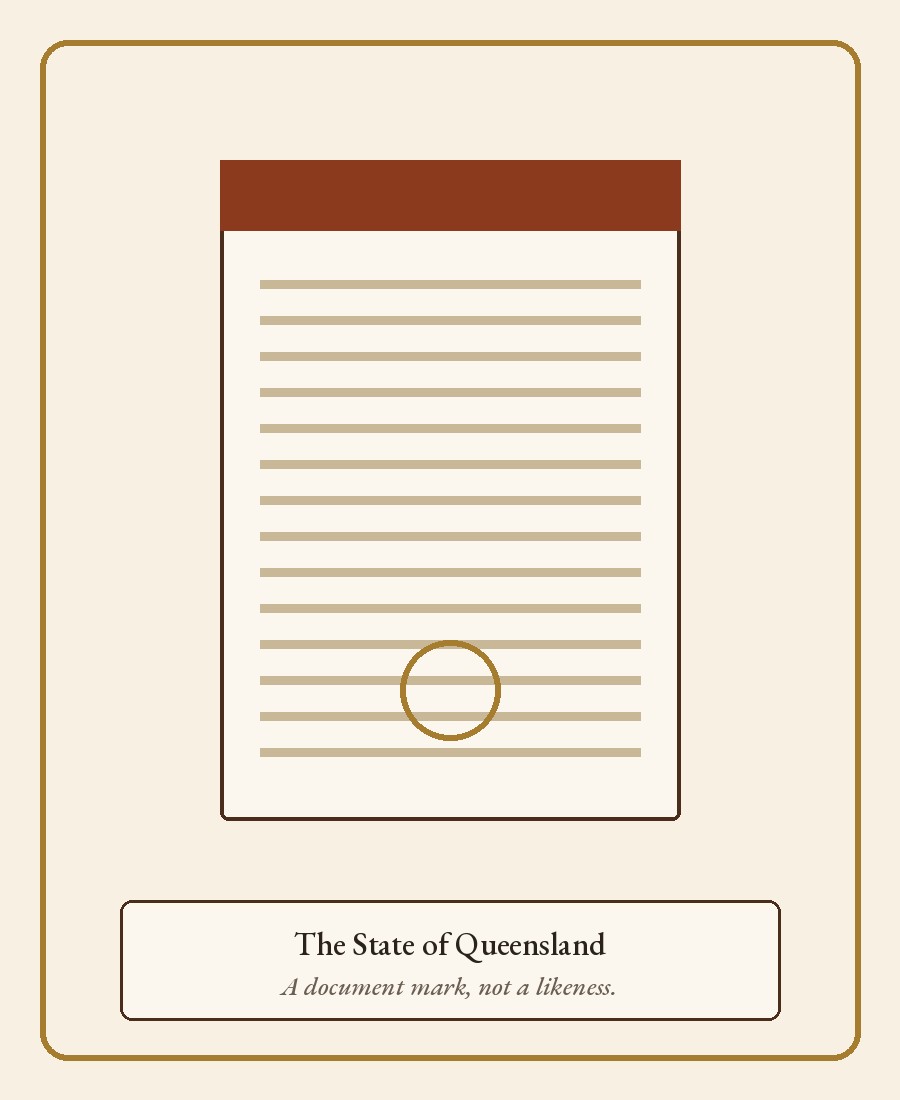 The State of Queensland
A document mark, not a likeness.